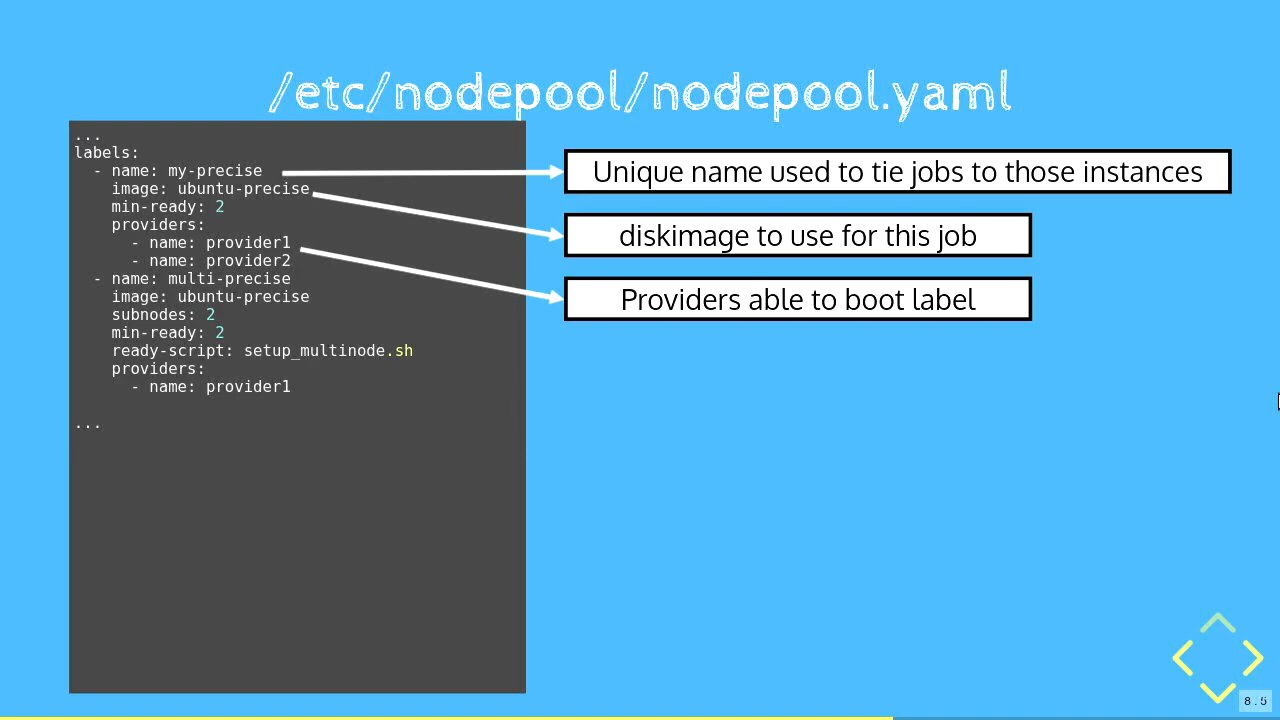 /etc/nodepool/nodepool.yaml
...
labels:
  - name: my-precise
    image: ubuntu-precise
    min-ready: 2
    providers:
      - name: provider1
      - name: provider2
  - name: multi-precise
    image: ubuntu-precise
    subnodes: 2
    min-ready: 2
    ready-script: setup_multinode.sh
    providers:
      - name: provider1
...
Unique name used to tie jobs to those instances
diskimage to use for this job
Providers able to boot label
8.5